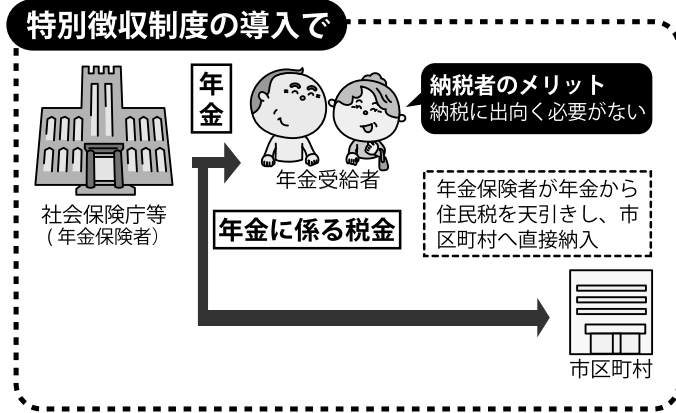 特別徴収制度の導入で
年
金
納税者のメリット
納税に出向く必要がない
年金受給者
社会保険庁等
(年金保険者)
年金に係る税金
年金保険者が年金から
住民税を天引きし、市
区町村へ直接納入
市区町村